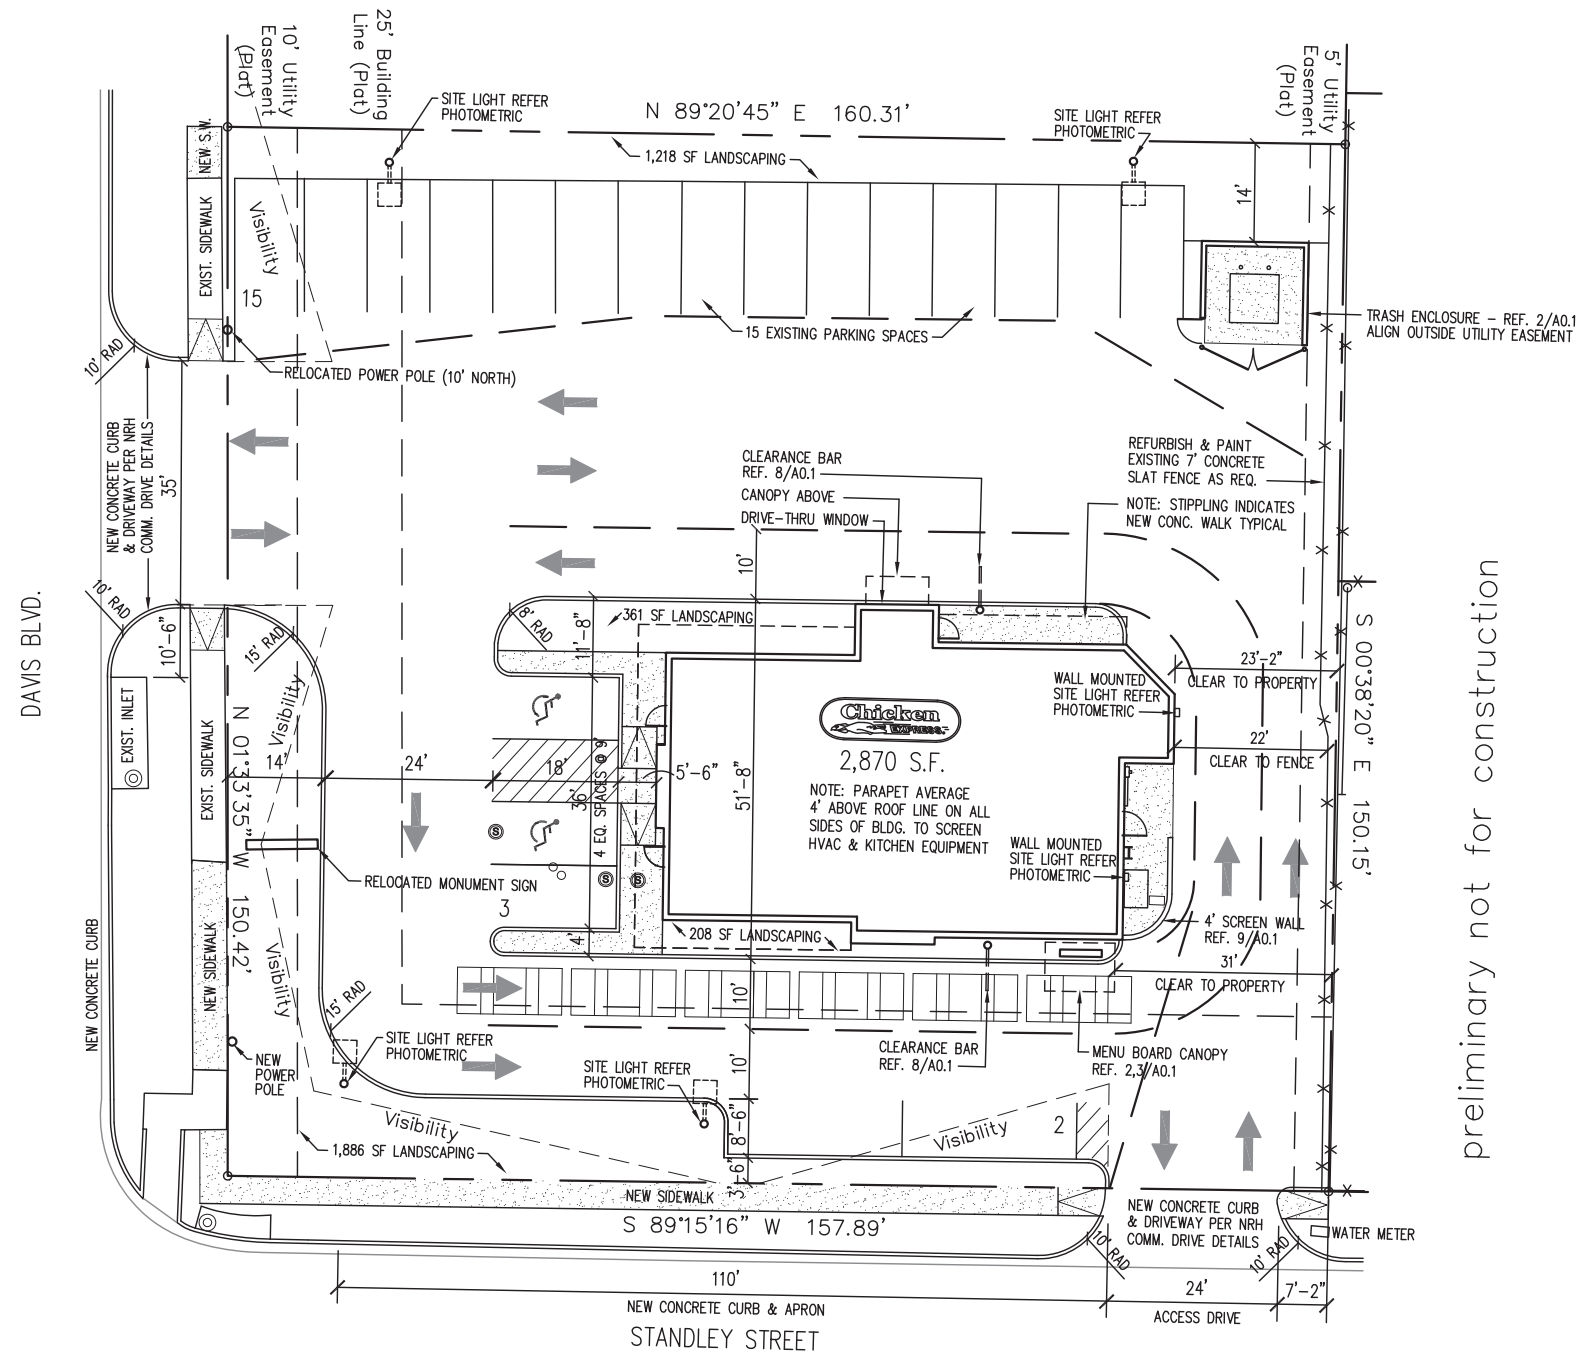 10' Utility
Easement
(Plat)
25' Building
Line (Plat)
5' Utility
Easement
(Plat)
SITE LIGHT REFER
PHOTOMETRIC
N 89°20'45" E 160.31'
SITE LIGHT REFER
PHOTOMETRIC
1,218 SF LANDSCAPING
NEW S.W.
EXIST. SIDEWALK
Visibility
15
14'
15 EXISTING PARKING SPACES
TRASH ENCLOSURE - REF. 2/A0.1
ALIGN OUTSIDE UTILITY EASEMENT
10' RAD
RELOCATED POWER POLE (10' NORTH)
NEW CONCRETE CURB
& DRIVEWAY PER NRH
COMM. DRIVE DETAILS
35'
CLEARANCE BAR
REF. 8/A0.1
CANOPY ABOVE
DRIVE-THRU WINDOW
REFURBISH & PAINT
EXISTING 7' CONCRETE
SLAT FENCE AS REQ.
NOTE: STIPPLING INDICATES
NEW CONC. WALK TYPICAL
10'
DAVIS BLVD.
10' RAD
10'-6"
15' RAD
8' RAD
11'-8"
361 SF LANDSCAPING
23'-2"
CLEAR TO PROPERTY
WALL MOUNTED
SITE LIGHT REFER
PHOTOMETRIC
S 00°38'20" E 150.15'
preliminary not for construction
EXIST. INLET
EXIST. SIDEWALK
N 01°33'35" W 150.42'
Visibility
14'
24'
18'
36'
4 EQ. SPACES @ 9'
5'-6"
51'-8"
Chicken
EXPRESS
2,870 S.F.
NOTE: PARAPET AVERAGE
4' ABOVE ROOF LINE ON ALL
SIDES OF BLDG. TO SCREEN
HVAC & KITCHEN EQUIPMENT
22'
CLEAR TO FENCE
WALL MOUNTED
SITE LIGHT REFER
PHOTOMETRIC
S
S
S
RELOCATED MONUMENT SIGN
3
4'
208 SF LANDSCAPING
4' SCREEN WALL
REF. 9/A0.1
31'
CLEAR TO PROPERTY
NEW CONCRETE CURB
NEW SIDEWALK
Visibility
15' RAD
10'
10'
SITE LIGHT REFER
PHOTOMETRIC
NEW
POWER
POLE
SITE LIGHT REFER
PHOTOMETRIC
CLEARANCE BAR
REF. 8/A0.1
MENU BOARD CANOPY
REF. 2,3/A0.1
Visibility
8'-6"
Visibility
2
1,886 SF LANDSCAPING
3'-6"
NEW SIDEWALK
S 89°15'16" W 157.89'
NEW CONCRETE CURB
& DRIVEWAY PER NRH
COMM. DRIVE DETAILS
10' RAD
10' RAD
WATER METER
110'
24'
7'-2"
NEW CONCRETE CURB & APRON
ACCESS DRIVE
STANDLEY STREET